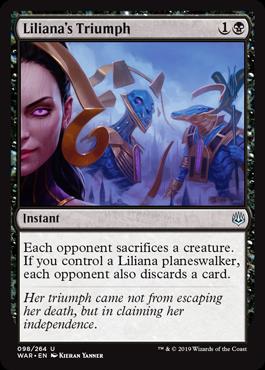 Liliana's Triumph 1
Instant
Each opponent sacrifices a creature.
If you control a Liliana planeswalker,
each opponent also discards a card.
Her triumph came not from escaping
her death, but in claiming her
independence.
098/264 U
WAR • EN Kieran Yanner
™ & © 2019 Wizards of the Coast